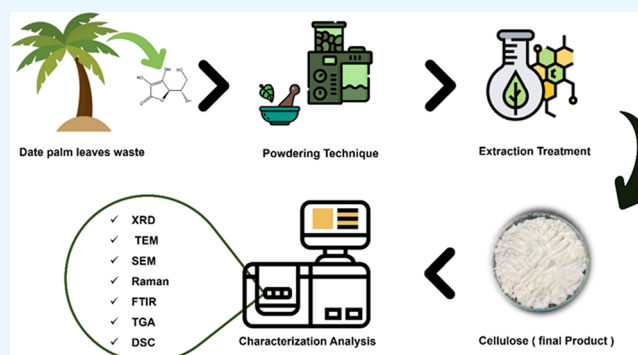 Date palm leaves waste
Powdering Technique
Extraction Treatment
✓ XRD
✓ TEM
✓ SEM
✓ Raman
✓ FTIR
✓ TGA
✓ DSC
Characterization Analysis
Cellulose ( final Product )